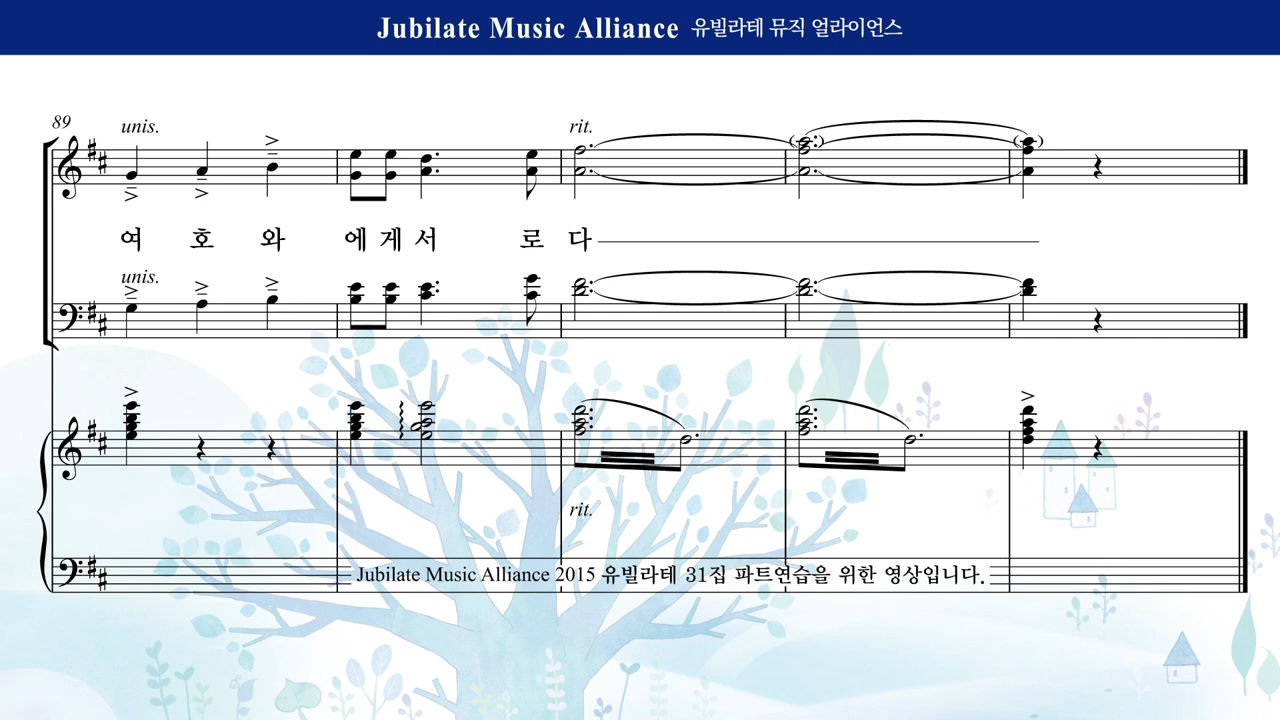 Jubilate Music Alliance 유빌라테 뮤직 얼라이언스
89
unis.
rit.
여 호 와 에 게 서 로 다
unis.
rit.
Jubilate Music Alliance 2015 유빌라테 31집 파트연습을 위한 영상입니다.